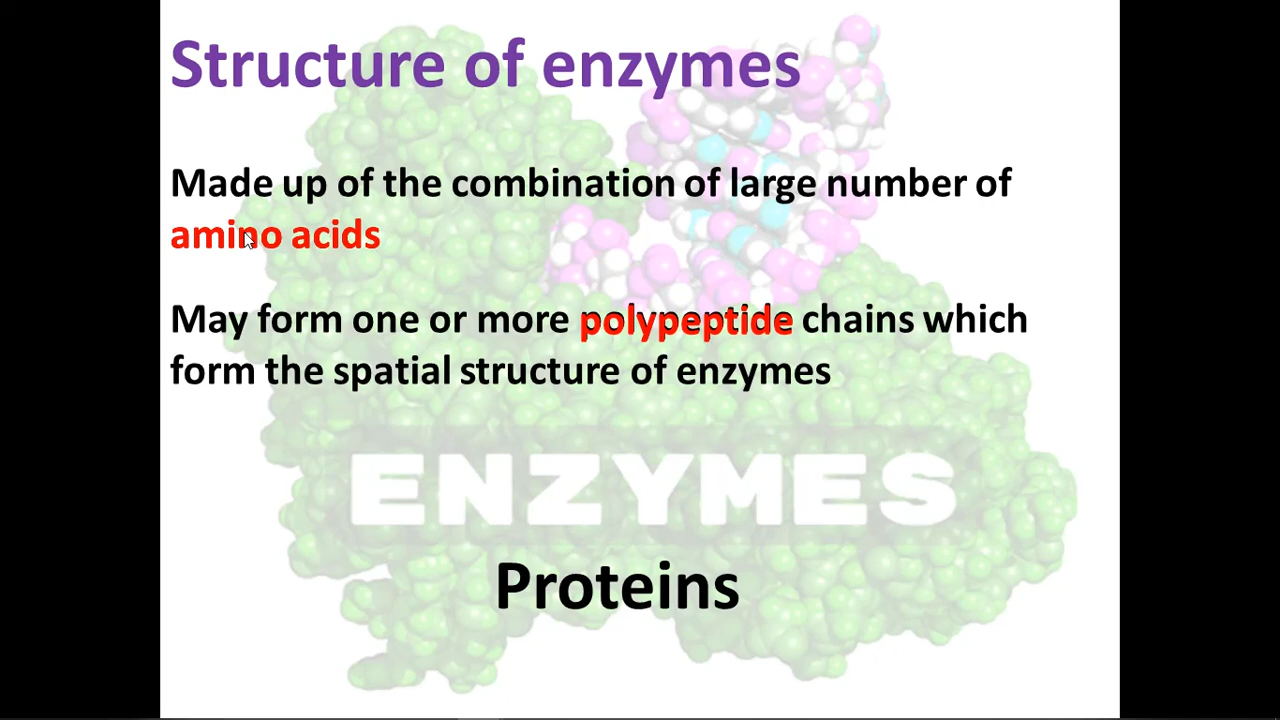 Structure of enzymes
Made up of the combination of large number of
amino acids
May form one or more polypeptide chains which
form the spatial structure of enzymes
ENZYMES
Proteins